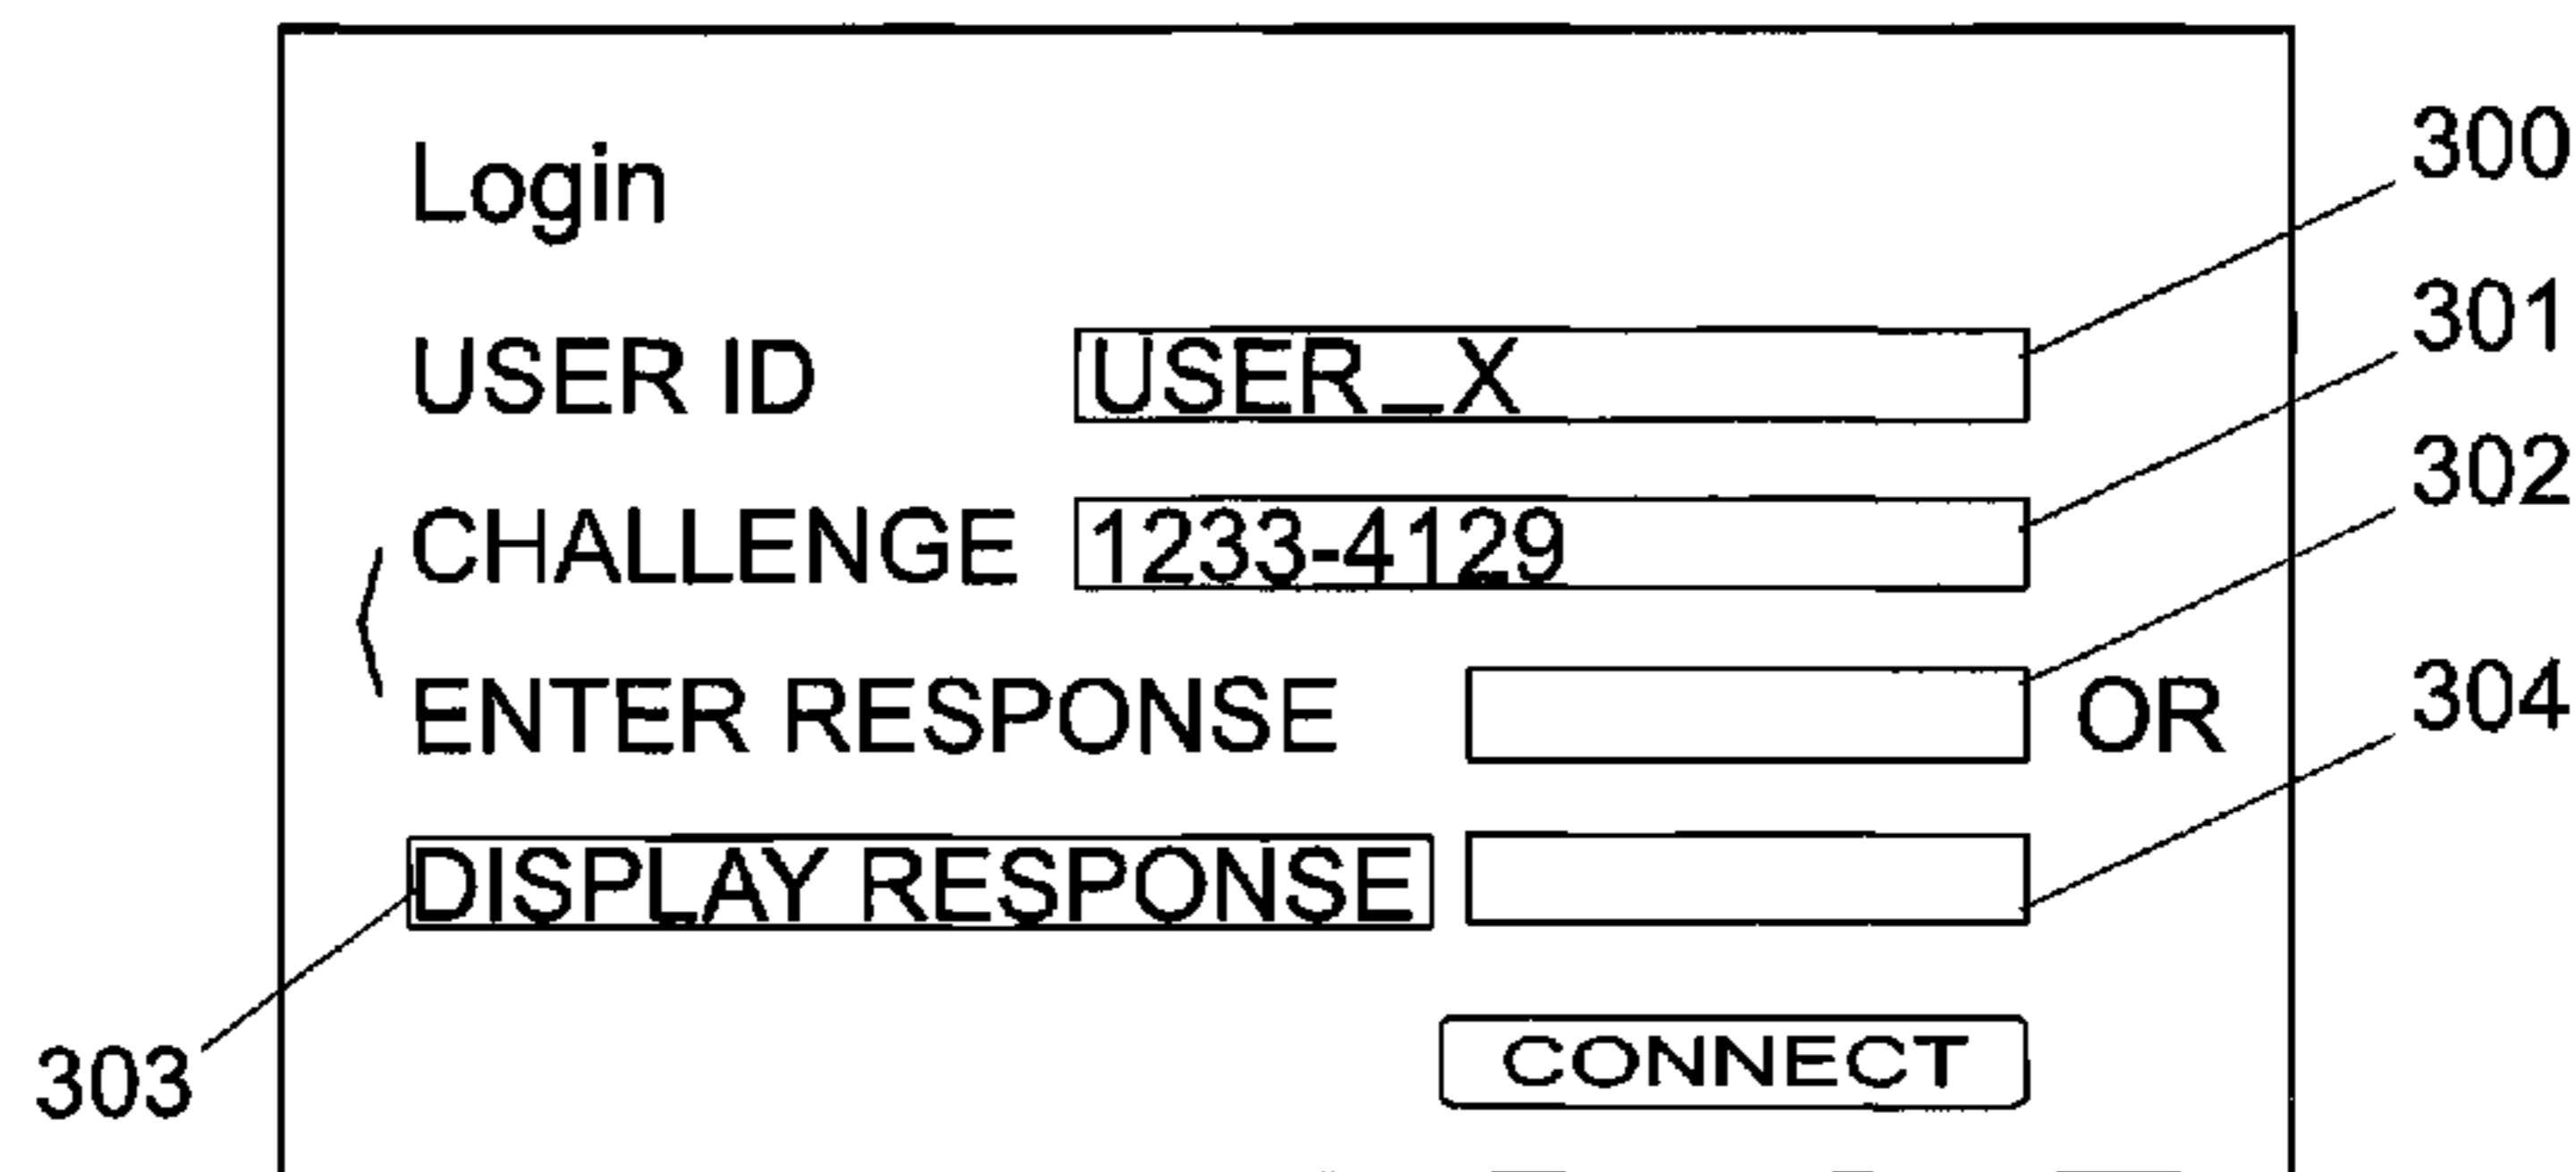 Login
300
USER ID USER_X
301
CHALLENGE 1233-4129
302
ENTER RESPONSE OR
304
DISPLAY RESPONSE
303
CONNECT